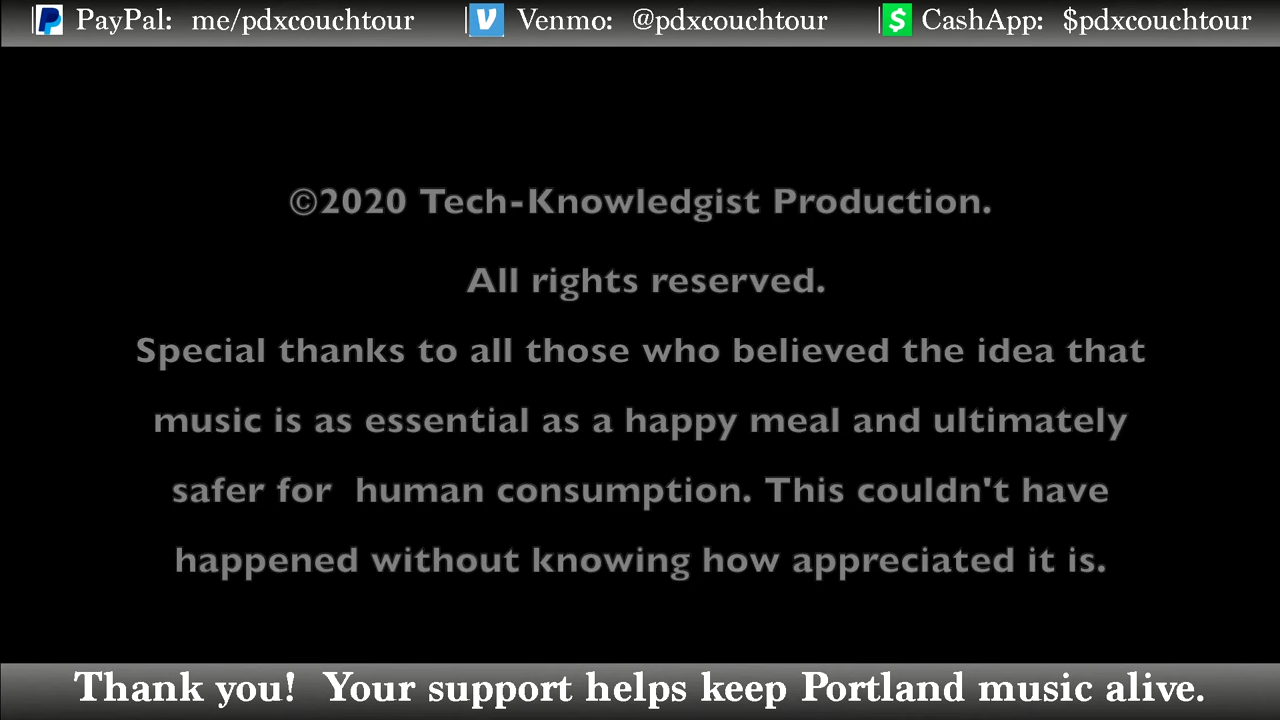 PayPal: me/pdxcouchtour Venmo: @pdxcouchtour CashApp: $pdxcouchtour
©2020 Tech-Knowledgist Production.
All rights reserved.
Special thanks to all those who believed the idea that
music is as essential as a happy meal and ultimately
safer for human consumption. This couldn't have
happened without knowing how appreciated it is.
Thank you! Your support helps keep Portland music alive.